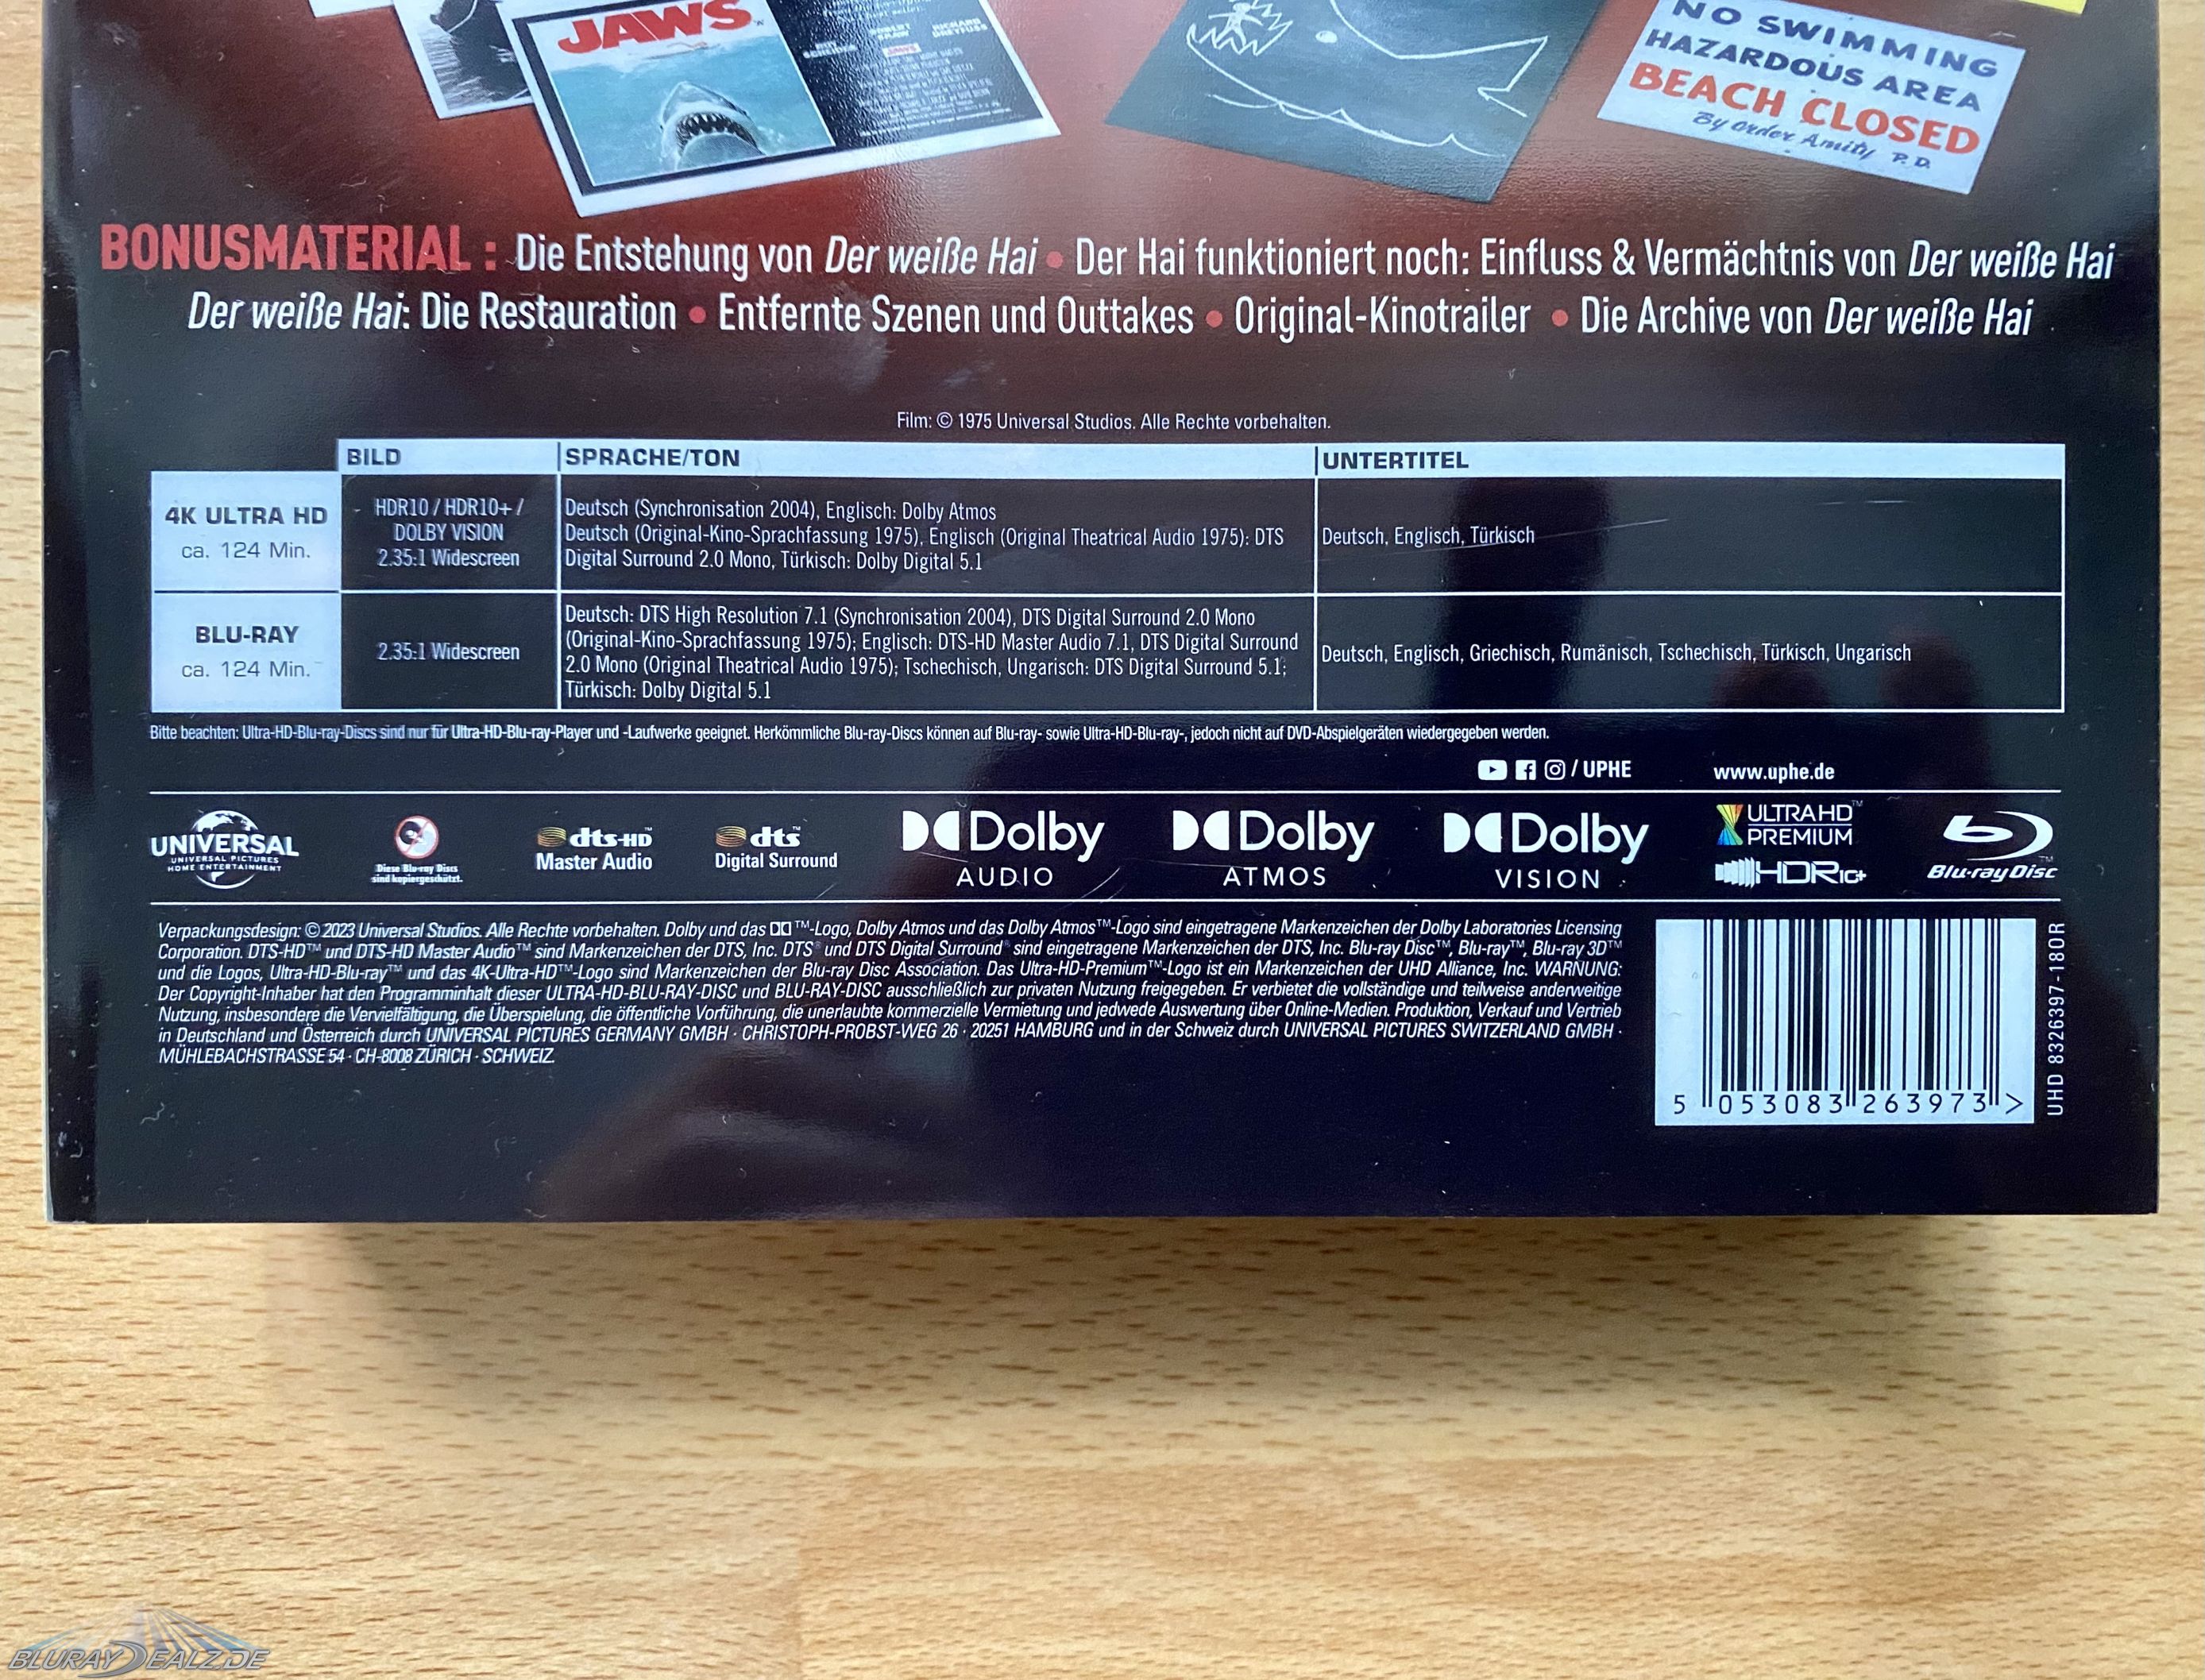 JAWS
NO SWIMMING
HAZARDOUS AREA
BEACH CLOSED
By Order Amity P.D.
BONUSMATERIAL : Die Entstehung von Der weiße Hai • Der Hai funktioniert noch: Einfluss & Vermächtnis von Der weiße Hai
Der weiße Hai: Die Restauration • Entfernte Szenen und Outtakes • Original-Kinotrailer • Die Archive von Der weiße Hai
Film: © 1975 Universal Studios. Alle Rechte vorbehalten.
BILD SPRACHE/TON UNTERTITEL
4K ULTRA HD
ca. 124 Min.
HDR10 / HDR10+ /
DOLBY VISION
2.35:1 Widescreen
Deutsch (Synchronisation 2004), Englisch: Dolby Atmos
Deutsch (Original-Kino-Sprachfassung 1975), Englisch (Original Theatrical Audio 1975): DTS
Digital Surround 2.0 Mono, Türkisch: Dolby Digital 5.1
Deutsch, Englisch, Türkisch
BLU-RAY
ca. 124 Min.
2.35:1 Widescreen
Deutsch: DTS High Resolution 7.1 (Synchronisation 2004), DTS Digital Surround 2.0 Mono
(Original-Kino-Sprachfassung 1975); Englisch: DTS-HD Master Audio 7.1, DTS Digital Surround
2.0 Mono (Original Theatrical Audio 1975); Tschechisch, Ungarisch: DTS Digital Surround 5.1;
Türkisch: Dolby Digital 5.1
Deutsch, Englisch, Griechisch, Rumänisch, Tschechisch, Türkisch, Ungarisch
Bitte beachten: Ultra-HD-Blu-ray-Discs sind nur für Ultra-HD-Blu-ray-Player und -Laufwerke geeignet. Herkömmliche Blu-ray-Discs können auf Blu-ray- sowie Ultra-HD-Blu-ray-, jedoch nicht auf DVD-Abspielgeräten wiedergegeben werden.
/ UPHE www.uphe.de
UNIVERSAL
UNIVERSAL PICTURES
HOME ENTERTAINMENT
Diese Blu-ray Discs
sind kopiergeschützt.
dts-HD™
Master Audio
dts™
Digital Surround
Dolby
AUDIO
Dolby
ATMOS
Dolby
VISION
ULTRA HD™
PREMIUM
HDR10+
Blu-ray Disc™
Verpackungsdesign: © 2023 Universal Studios. Alle Rechte vorbehalten. Dolby und das ™-Logo, Dolby Atmos und das Dolby Atmos™-Logo sind eingetragene Markenzeichen der Dolby Laboratories Licensing
Corporation. DTS-HD™ und DTS-HD Master Audio™ sind Markenzeichen der DTS, Inc. DTS® und DTS Digital Surround® sind eingetragene Markenzeichen der DTS, Inc. Blu-ray Disc™, Blu-ray™, Blu-ray 3D™
und die Logos, Ultra-HD-Blu-ray™ und das 4K-Ultra-HD™-Logo sind Markenzeichen der Blu-ray Disc Association. Das Ultra-HD-Premium™-Logo ist ein Markenzeichen der UHD Alliance, Inc. WARNUNG:
Der Copyright-Inhaber hat den Programminhalt dieser ULTRA-HD-BLU-RAY-DISC und BLU-RAY-DISC ausschließlich zur privaten Nutzung freigegeben. Er verbietet die vollständige und teilweise anderweitige
Nutzung, insbesondere die Vervielfältigung, die Überspielung, die öffentliche Vorführung, die unerlaubte kommerzielle Vermietung und jedwede Auswertung über Online-Medien. Produktion, Verkauf und Vertrieb
in Deutschland und Österreich durch UNIVERSAL PICTURES GERMANY GMBH · CHRISTOPH-PROBST-WEG 26 · 20251 HAMBURG und in der Schweiz durch UNIVERSAL PICTURES SWITZERLAND GMBH ·
MÜHLEBACHSTRASSE 54 · CH-8008 ZÜRICH · SCHWEIZ.
5 053083 263973 >
UHD 8326397-180R
BLURAYDEALZ.DE